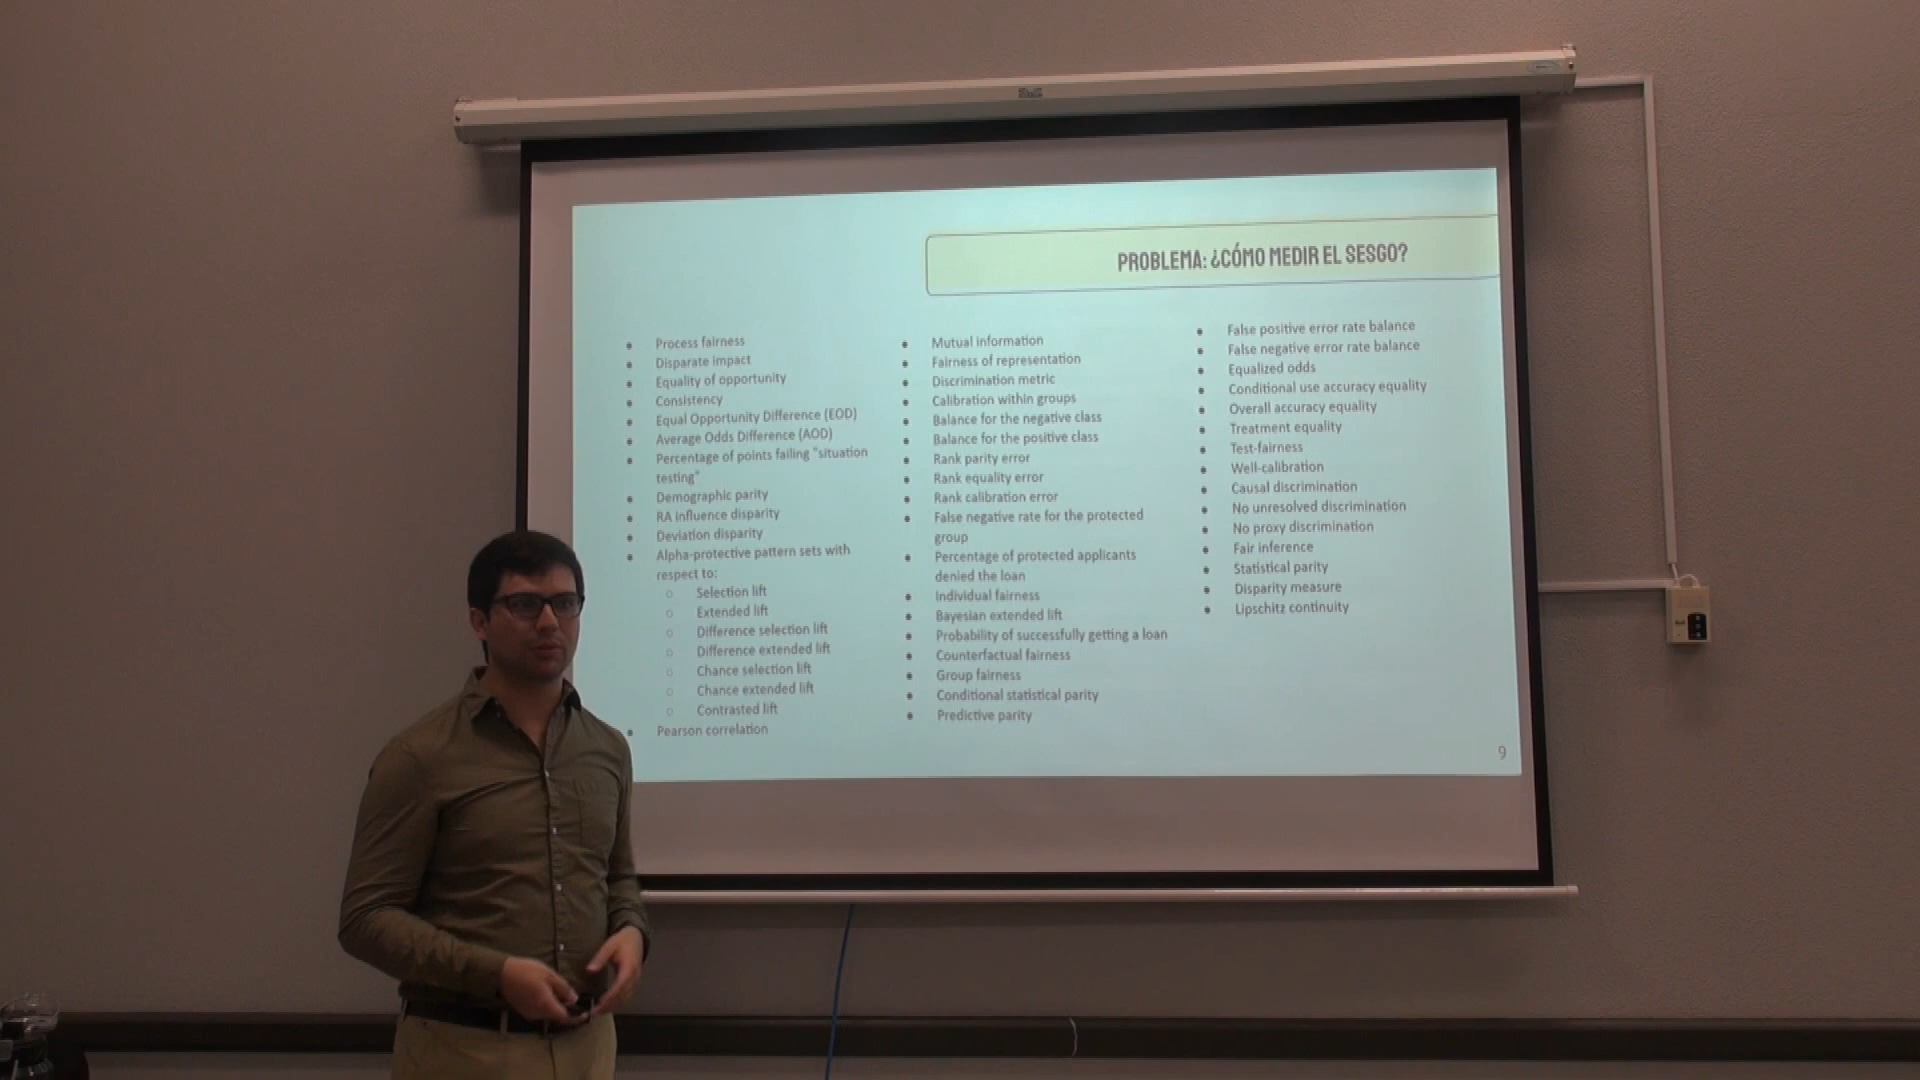 PROBLEMA: ¿CÓMO MEDIR EL SESGO?
Process fairness
Disparate impact
Equality of opportunity
Consistency
Equal Opportunity Difference (EOD)
Average Odds Difference (AOD)
Percentage of points failing "situation
testing"
Demographic parity
RA influence disparity
Deviation disparity
Alpha-protective pattern sets with
respect to:
Selection lift
Extended lift
Difference selection lift
Difference extended lift
Chance selection lift
Chance extended lift
Contrasted lift
Pearson correlation
Mutual information
Fairness of representation
Discrimination metric
Calibration within groups
Balance for the negative class
Balance for the positive class
Rank parity error
Rank equality error
Rank calibration error
False negative rate for the protected
group
Percentage of protected applicants
denied the loan
Individual fairness
Bayesian extended lift
Probability of successfully getting a loan
Counterfactual fairness
Group fairness
Conditional statistical parity
Predictive parity
False positive error rate balance
False negative error rate balance
Equalized odds
Conditional use accuracy equality
Overall accuracy equality
Treatment equality
Test-fairness
Well-calibration
Causal discrimination
No unresolved discrimination
No proxy discrimination
Fair inference
Statistical parity
Disparity measure
Lipschitz continuity
9